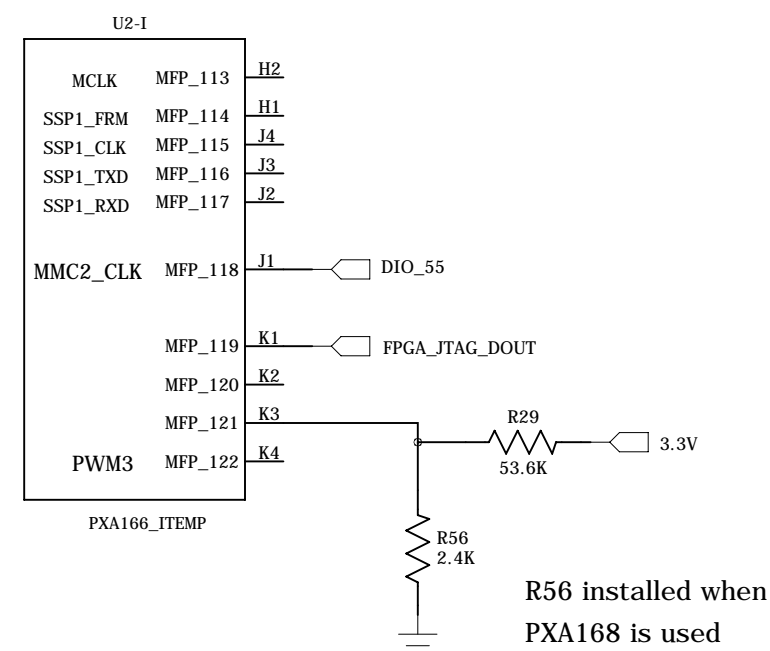 U2-I
MCLK MFP_113 H2
SSP1_FRM MFP_114 H1
SSP1_CLK MFP_115 J4
SSP1_TXD MFP_116 J3
SSP1_RXD MFP_117 J2
MMC2_CLK MFP_118 J1 DIO_55
MFP_119 K1 FPGA_JTAG_DOUT
MFP_120 K2
MFP_121 K3
R29
3.3V
53.6K
PWM3 MFP_122 K4
PXA166_ITEMP
R56
2.4K
R56 installed when
PXA168 is used